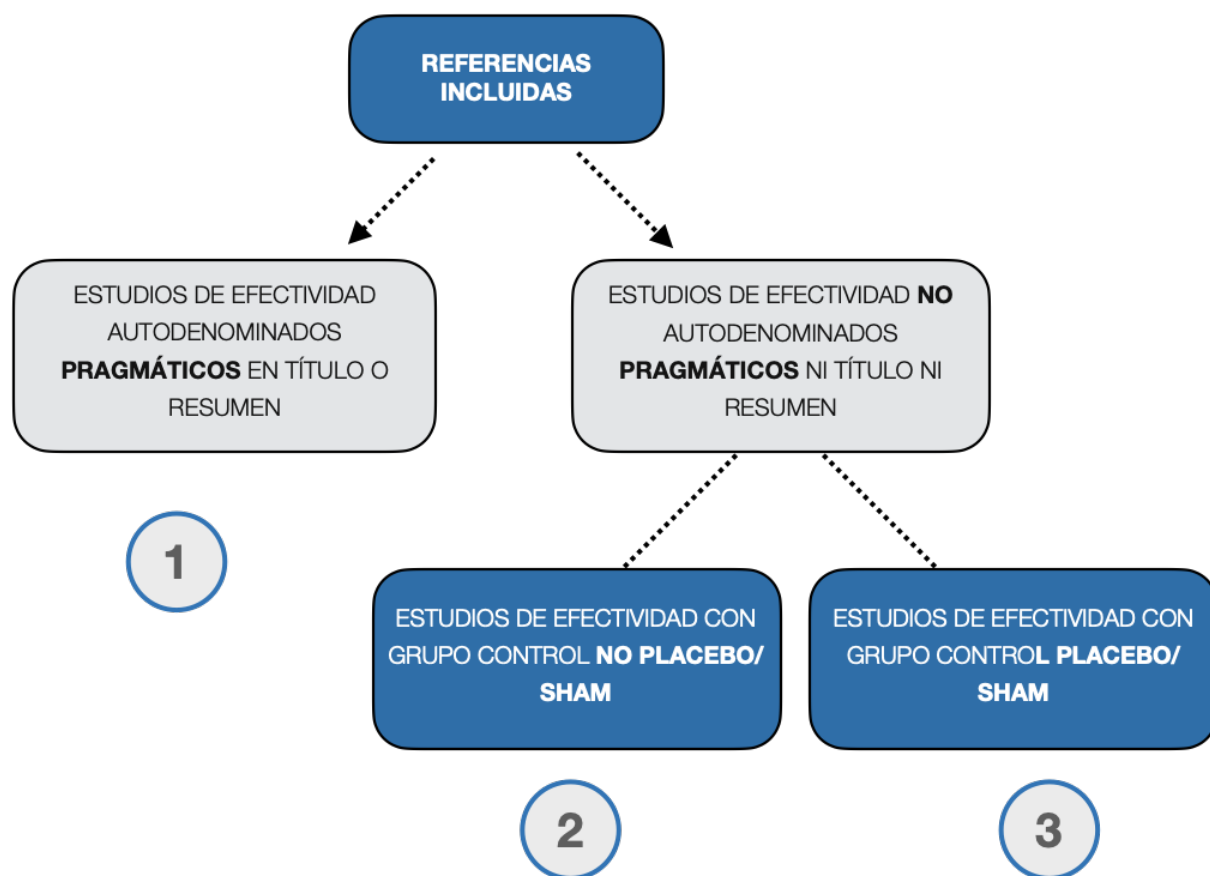 REFERENCIAS
INCLUIDAS
ESTUDIOS DE EFECTIVIDAD
AUTODENOMINADOS
PRAGMÁTICOS EN TÍTULO O
RESUMEN
ESTUDIOS DE EFECTIVIDAD NO
AUTODENOMINADOS
PRAGMÁTICOS NI TÍTULO NI
RESUMEN
1
ESTUDIOS DE EFECTIVIDAD CON
GRUPO CONTROL NO PLACEBO/
SHAM
ESTUDIOS DE EFECTIVIDAD CON
GRUPO CONTROL PLACEBO/
SHAM
2
3